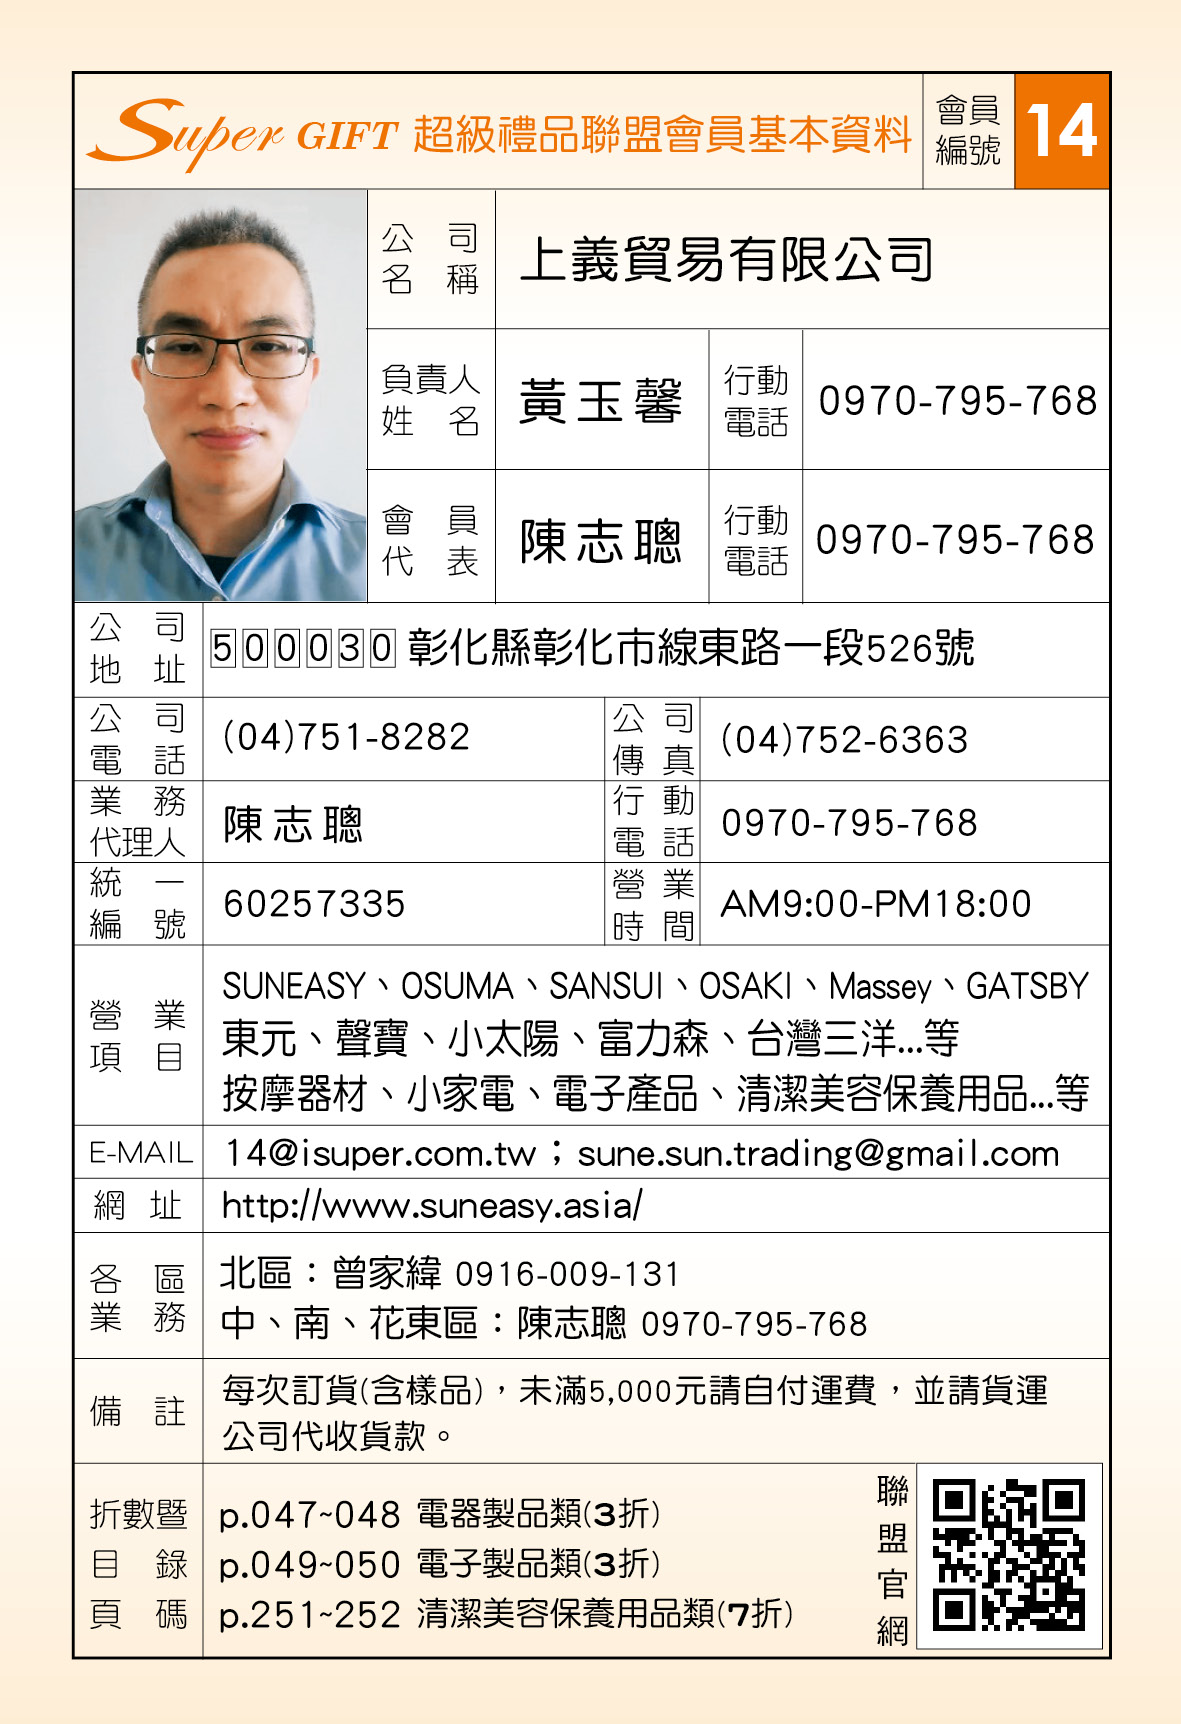 Super GIFT 超級禮品聯盟會員基本資料
會員
編號
14
公司
名稱
上義貿易有限公司
負責人
姓名
黃玉馨
行動
電話
0970-795-768
會員
代表
陳志聰
行動
電話
0970-795-768
公司
地址
500030 彰化縣彰化市線東路一段526號
公司
電話
(04)751-8282
公司
傳真
(04)752-6363
業務
代理人
陳志聰
行動
電話
0970-795-768
統一
編號
60257335
營業
時間
AM9:00-PM18:00
營業
項目
SUNEASY、OSUMA、SANSUI、OSAKI、Massey、GATSBY
東元、聲寶、小太陽、富力森、台灣三洋...等
按摩器材、小家電、電子產品、清潔美容保養用品...等
E-MAIL
14@isuper.com.tw；sune.sun.trading@gmail.com
網址
http://www.suneasy.asia/
各區
業務
北區：曾家緯 0916-009-131
中、南、花東區：陳志聰 0970-795-768
備註
每次訂貨(含樣品)，未滿5,000元請自付運費，並請貨運
公司代收貨款。
折數暨
目錄
頁碼
p.047~048 電器製品類(3折)
p.049~050 電子製品類(3折)
p.251~252 清潔美容保養用品類(7折)
聯盟官網